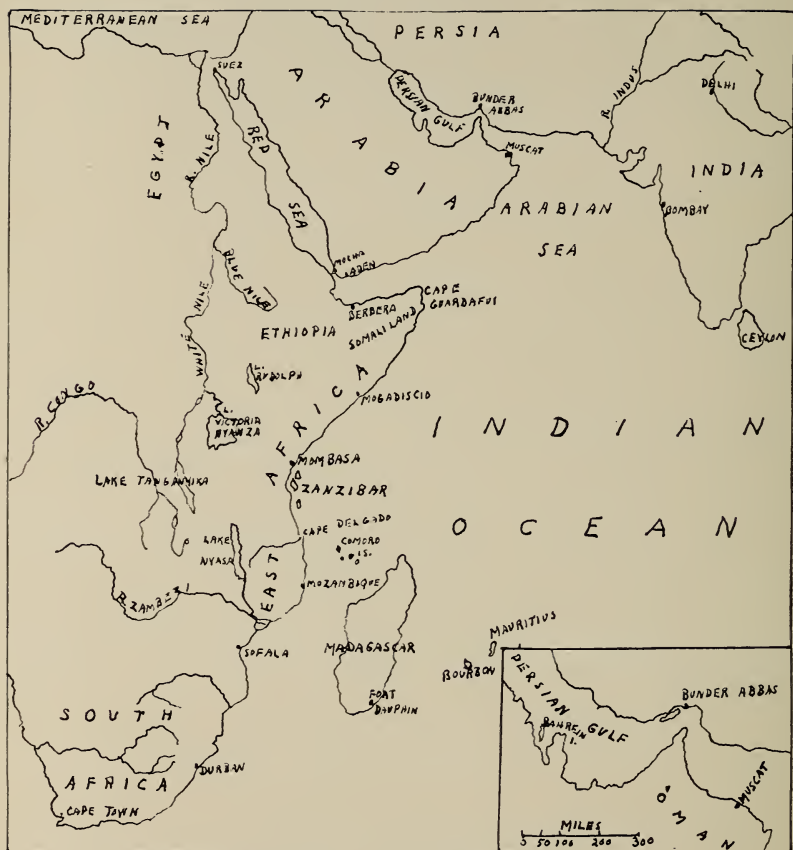 MEDITERRANEAN SEA
PERSIA
SUEZ
ARABIA
PERSIAN GULF
BUNDER
ABBAS
R. INDUS
DELHI
EGYPT
R. NILE
RED SEA
MUSCAT
INDIA
ARABIAN
SEA
BOMBAY
MOCHA
ADEN
BLUE NILE
WHITE NILE
CAPE
GUARDAFUI
BERBERA
ETHIOPIA
SOMALILAND
CEYLON
L.
RUDOLPH
R. CONGO
L.
VICTORIA
NYANZA
MOGADISCIO
INDIAN
OCEAN
EAST AFRICA
MOMBASA
LAKE TANGANYIKA
ZANZIBAR
CAPE DELGADO
COMORO
IS.
LAKE
NYASA
R. ZAMBEZI
MOZAMBIQUE
MADAGASCAR
MAURITIUS
BOURBON
SOFALA
FORT
DAUPHIN
SOUTH
AFRICA
DURBAN
CAPE TOWN
PERSIAN GULF
BUNDER ABBAS
BAHREIN
I.
OMAN
MUSCAT
MILES
0 50 100 200 300